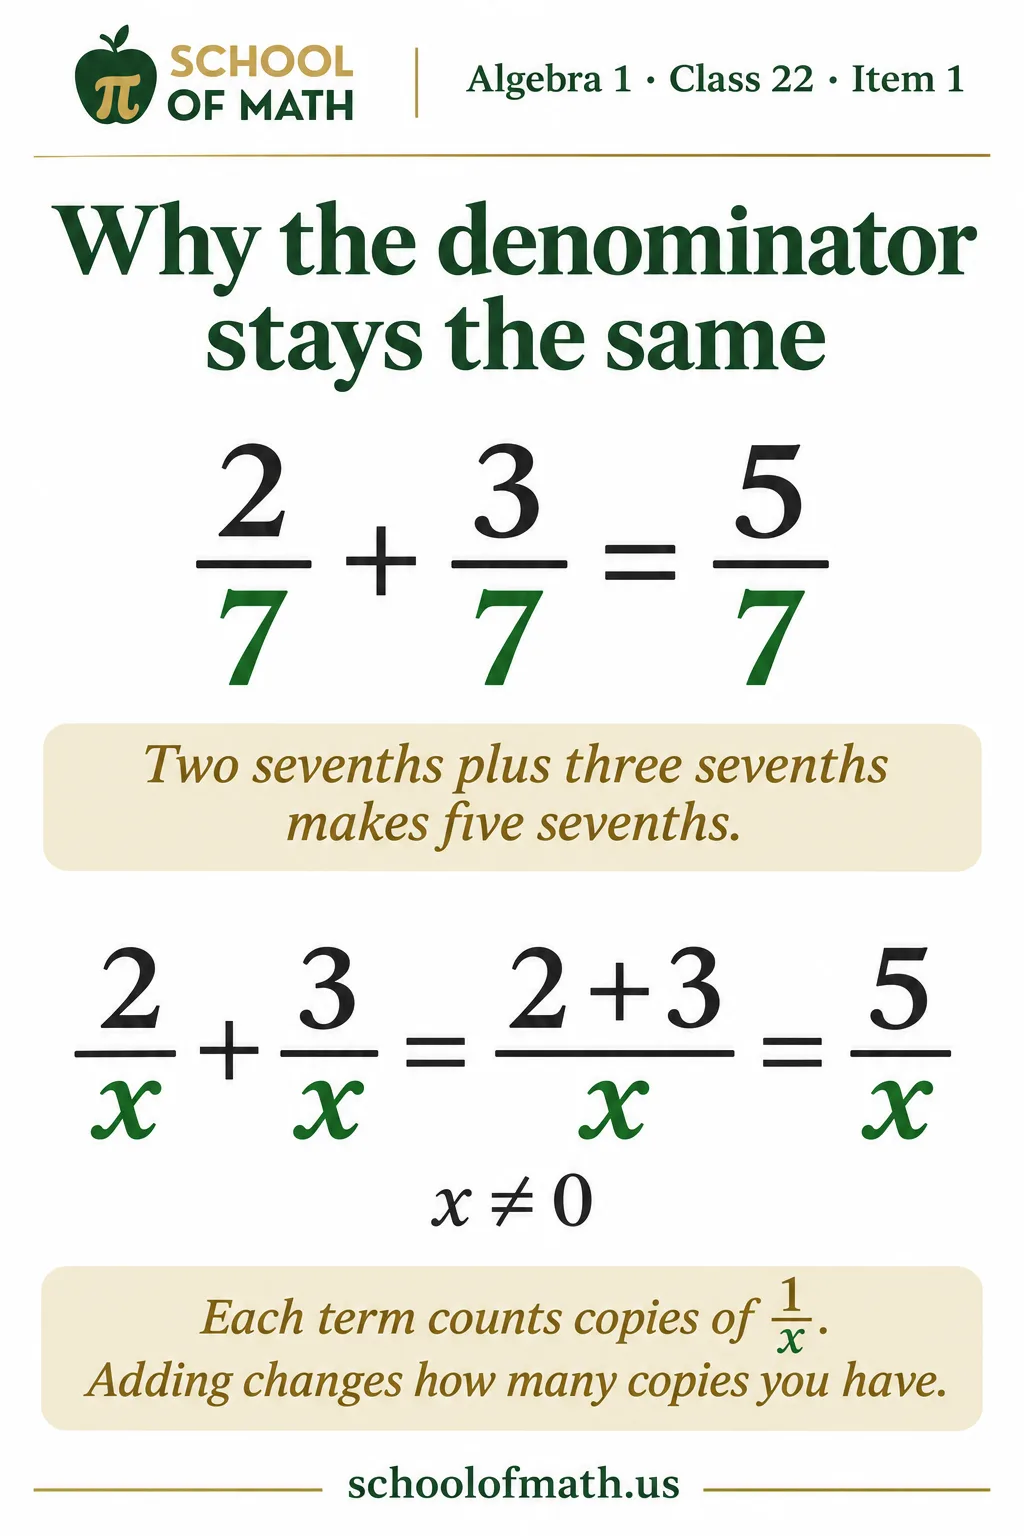 SCHOOL
OF MATH
π
Algebra 1 · Class 22 · Item 1
Why the denominator
stays the same
2/7 + 3/7 = 5/7
Two sevenths plus three sevenths
makes five sevenths.
2/x + 3/x = (2+3)/x = 5/x
x ≠ 0
Each term counts copies of 1/x.
Adding changes how many copies you have.
schoolofmath.us